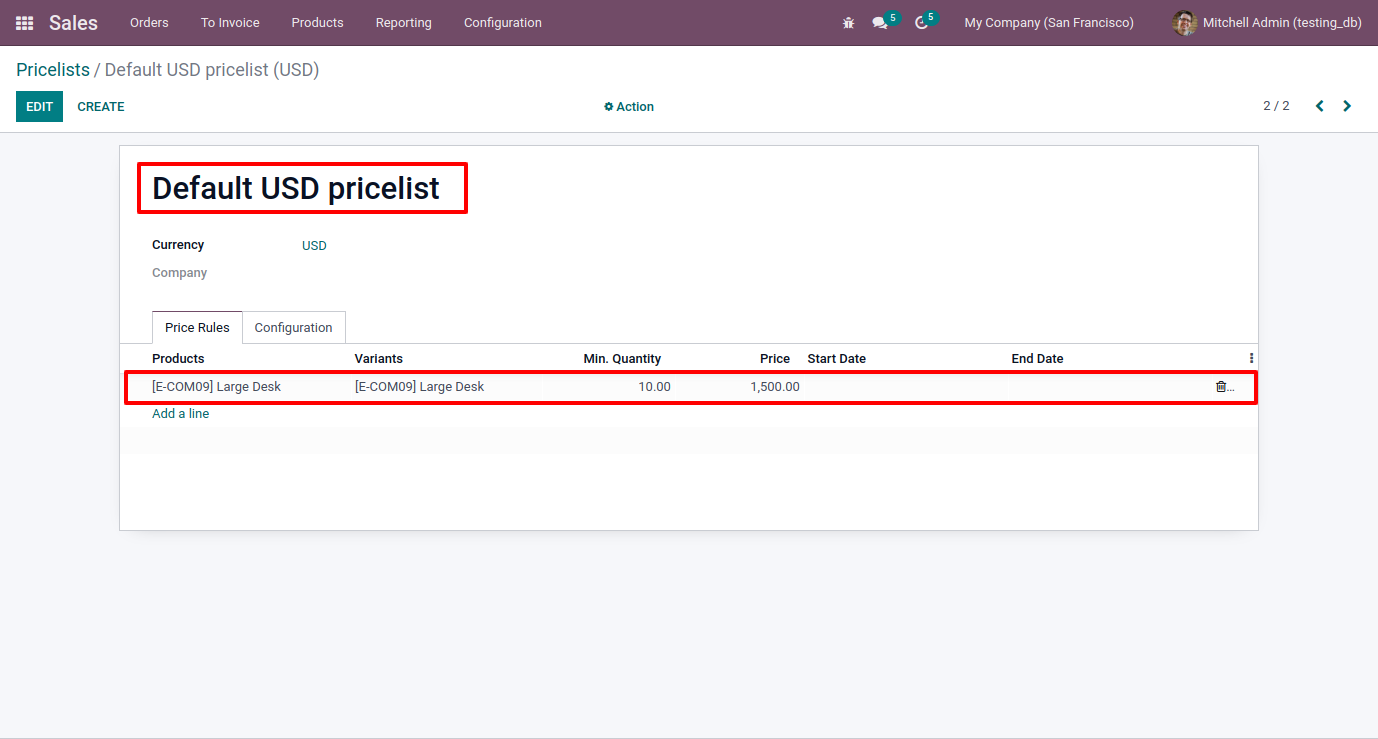 Sales Orders To Invoice Products Reporting Configuration 5 5 My Company (San Francisco) Mitchell Admin (testing_db)
Pricelists / Default USD pricelist (USD)
EDIT CREATE Action 2 / 2
Default USD pricelist
Currency USD
Company
Price Rules Configuration
Products Variants Min. Quantity Price Start Date End Date
[E-COM09] Large Desk [E-COM09] Large Desk 10.00 1,500.00 ...
Add a line